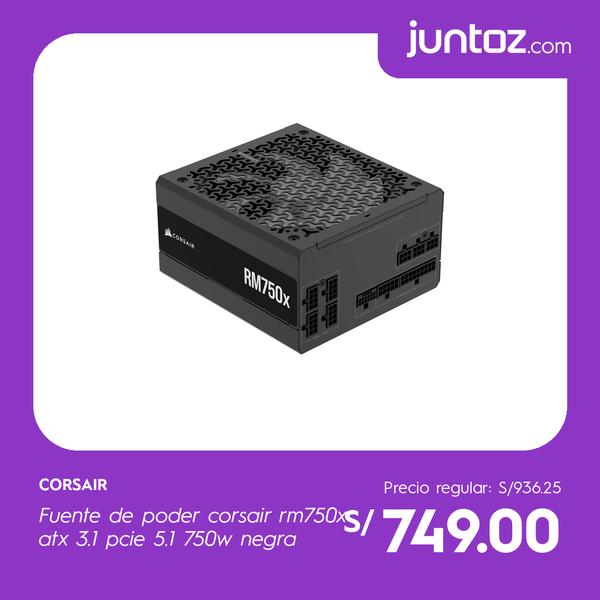 juntoz.com
CORSAIR
RM750x
CORSAIR
Precio regular: S/936.25
Fuente de poder corsair rm750x
atx 3.1 pcie 5.1 750w negra
S/ 749.00